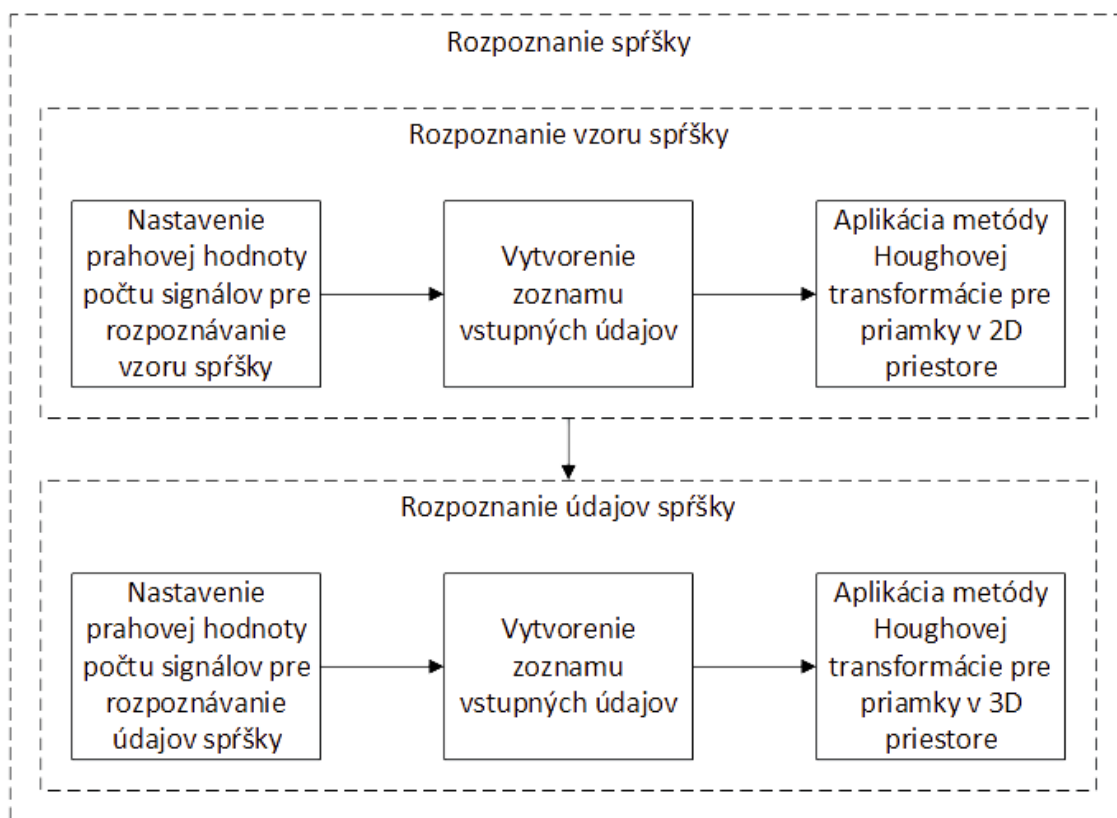 Rozpoznanie spŕšky
Rozpoznanie vzoru spŕšky
Nastavenie
prahovej hodnoty
počtu signálov pre
rozpoznávanie
vzoru spŕšky
Vytvorenie
zoznamu
vstupných údajov
Aplikácia metódy
Houghovej
transformácie pre
priamky v 2D
priestore
Rozpoznanie údajov spŕšky
Nastavenie
prahovej hodnoty
počtu signálov pre
rozpoznávanie
údajov spŕšky
Vytvorenie
zoznamu
vstupných údajov
Aplikácia metódy
Houghovej
transformácie pre
priamky v 3D
priestore